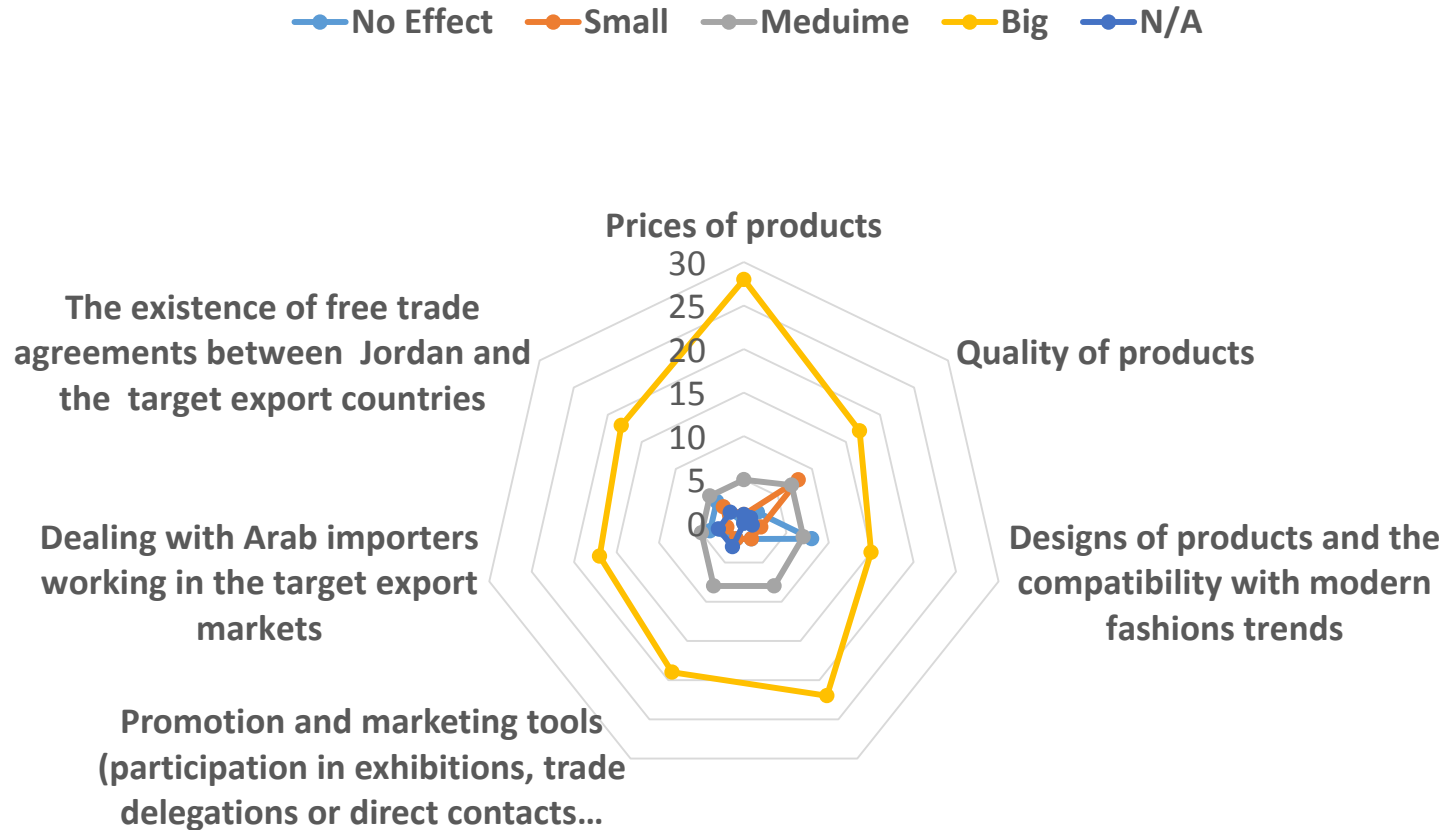 No Effect Small Meduime Big N/A
Prices of products
30
25
20
15
10
5
0
Quality of products
Designs of products and the
compatibility with modern
fashions trends
Promotion and marketing tools
(participation in exhibitions, trade
delegations or direct contacts…
Dealing with Arab importers
working in the target export
markets
The existence of free trade
agreements between Jordan and
the target export countries